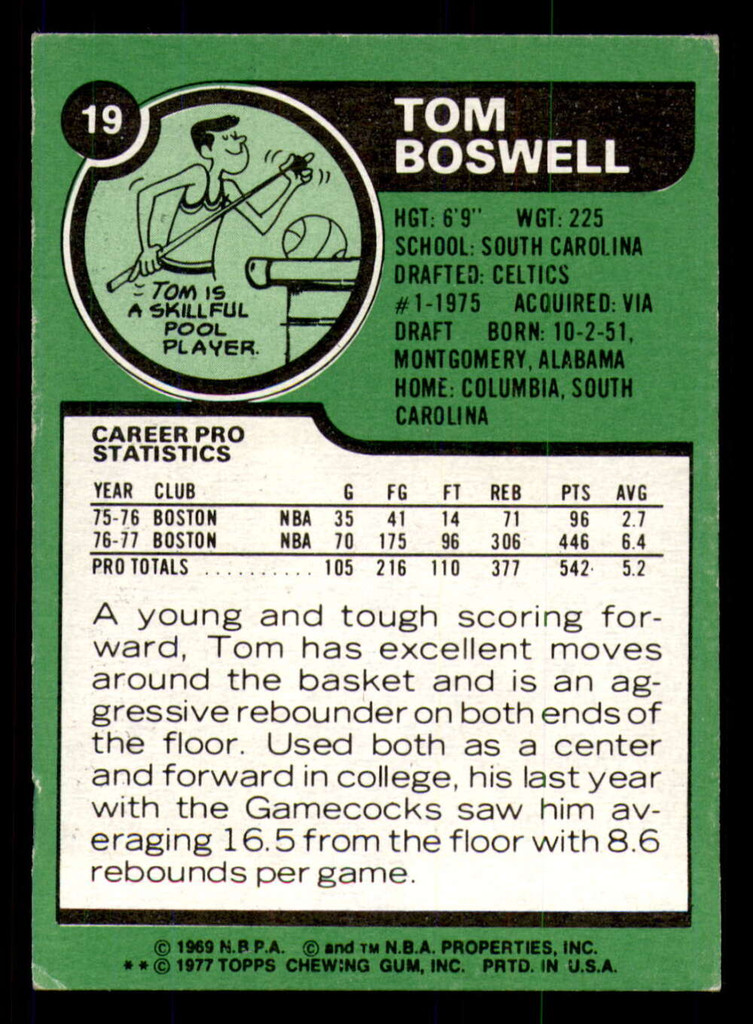 19
TOM
BOSWELL
TOM IS
A SKILLFUL
POOL
PLAYER.
HGT: 6'9" WGT: 225
SCHOOL: SOUTH CAROLINA
DRAFTED: CELTICS
#1-1975 ACQUIRED: VIA
DRAFT BORN: 10-2-51,
MONTGOMERY, ALABAMA
HOME: COLUMBIA, SOUTH
CAROLINA
CAREER PRO
STATISTICS
YEAR CLUB G FG FT REB PTS AVG
75-76 BOSTON NBA 35 41 14 71 96 2.7
76-77 BOSTON NBA 70 175 96 306 446 6.4
PRO TOTALS ........... 105 216 110 377 542 5.2
A young and tough scoring for-
ward, Tom has excellent moves
around the basket and is an ag-
gressive rebounder on both ends of
the floor. Used both as a center
and forward in college, his last year
with the Gamecocks saw him av-
eraging 16.5 from the floor with 8.6
rebounds per game.
© 1969 N.B.P.A. © and TM N.B.A. PROPERTIES, INC.
**© 1977 TOPPS CHEWING GUM, INC. PRTD. IN U.S.A.